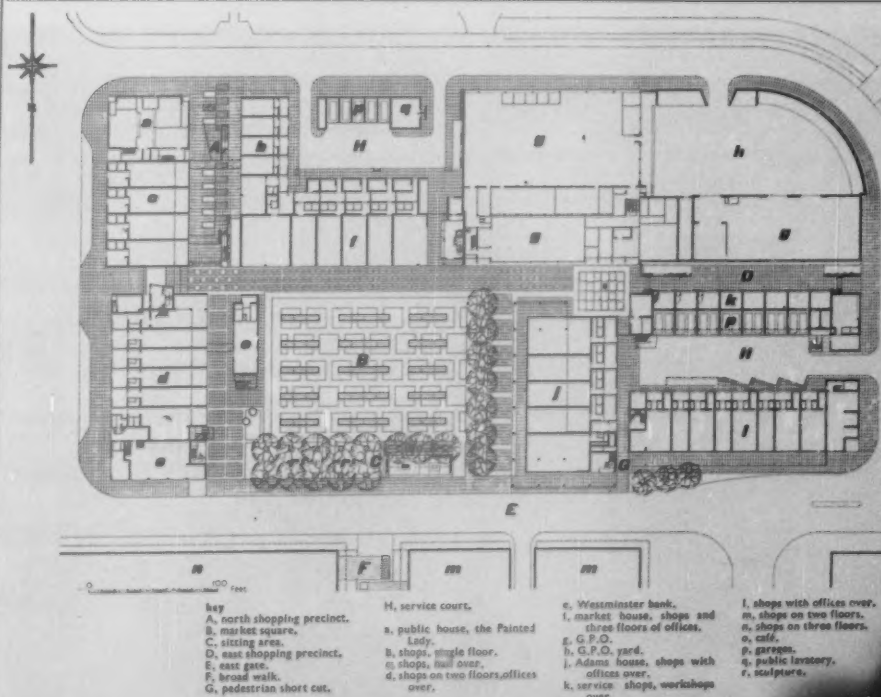 A
a
b
p
q
H
g
h
c
f
g
g
D
k
p
H
e
d
B
o
j
l
C
G
e
E
n
F
m
m
0
100
feet
key
A, north shopping precinct.
B, market square.
C, sitting area.
D, east shopping precinct.
E, east gate.
F, broad walk.
G, pedestrian short cut.
H, service court.
a, public house, the Painted
Lady.
b, shops, single floor.
c, shops, hall over.
d, shops on two floors, offices
over.
e, Westminster bank.
f, market house, shops and
three floors of offices.
g, G.P.O.
h, G.P.O. yard.
j, Adams house, shops with
offices over.
k, service shops, workshops
over.
l, shops with offices over.
m, shops on two floors.
n, shops on three floors.
o, café.
p, garages.
q, public lavatory.
r, sculpture.